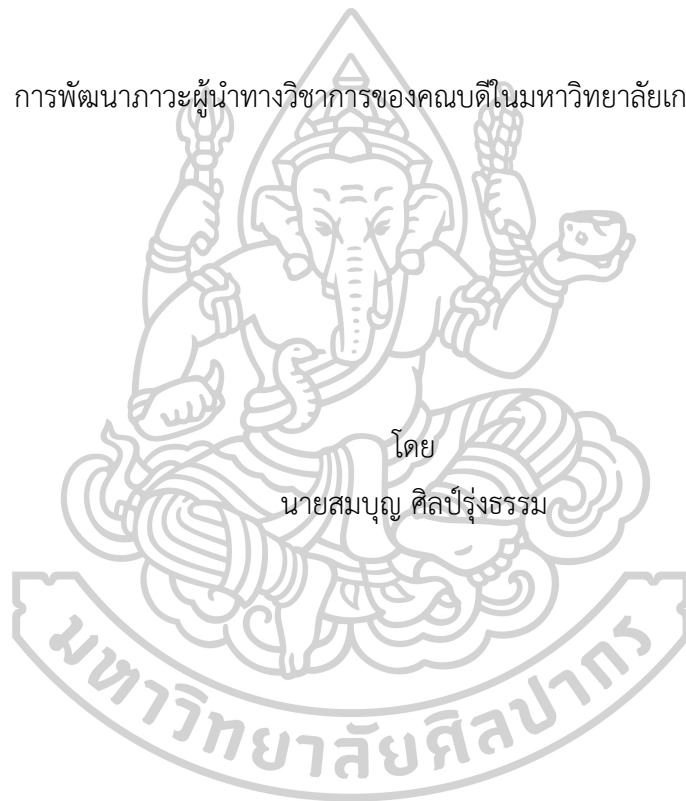 การพัฒนาภาวะผู้นำทางวิชาการของคณบดีในมหาวิทยาลัยเก
โดย
นายสมบุญ ศิลป์รุ่งธรรม
มหาวิทยาลัยศิลปากร